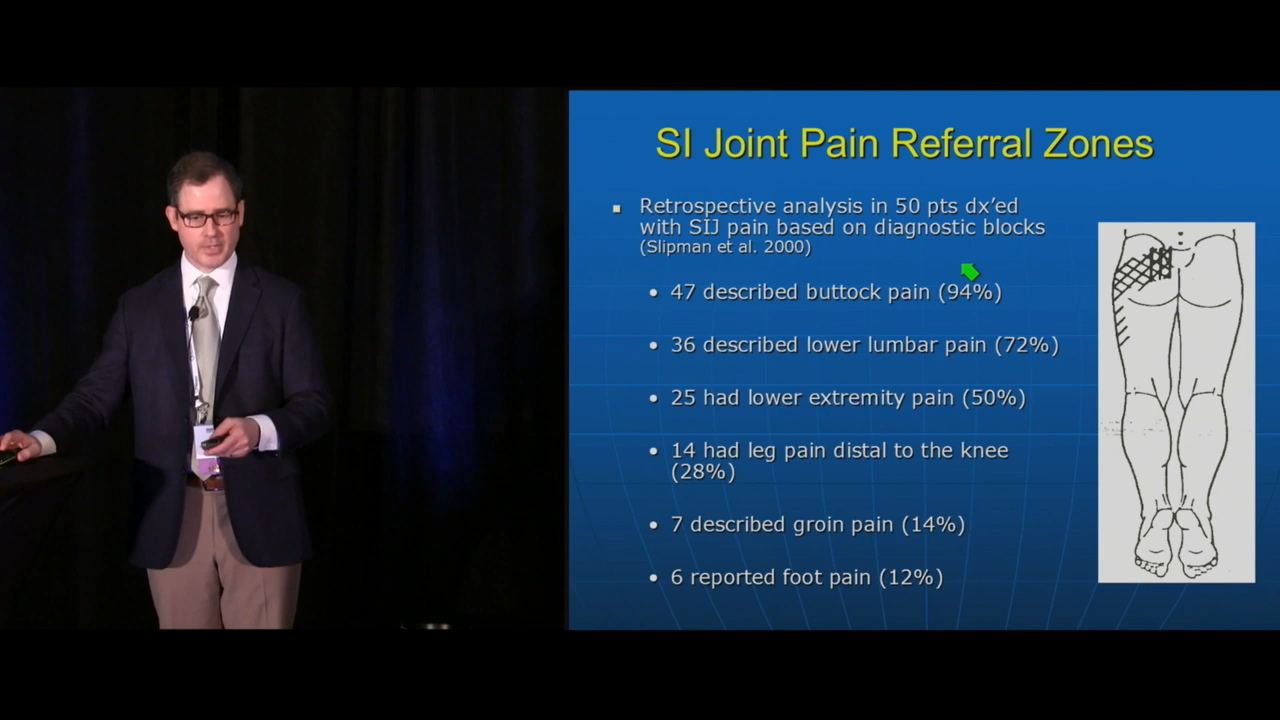 SI Joint Pain Referral Zones
Retrospective analysis in 50 pts dx’ed
with SIJ pain based on diagnostic blocks
(Slipman et al. 2000)
47 described buttock pain (94%)
36 described lower lumbar pain (72%)
25 had lower extremity pain (50%)
14 had leg pain distal to the knee
(28%)
7 described groin pain (14%)
6 reported foot pain (12%)